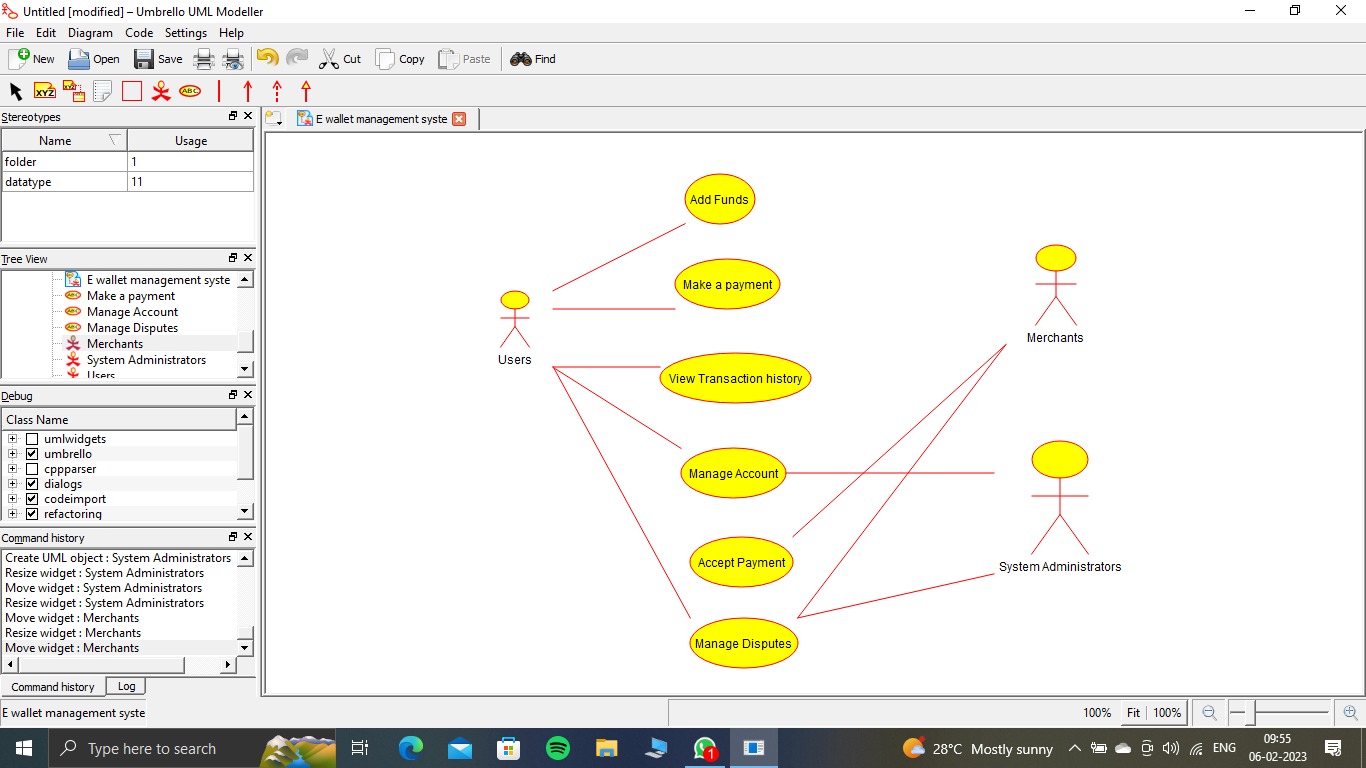 Untitled [modified] – Umbrello UML Modeller
File Edit Diagram Code Settings Help
New Open Save Cut Copy Paste Find
XYZ XYZ ABC
Stereotypes
Name Usage
folder 1
datatype 11
Tree View
E wallet management syste
Make a payment
Manage Account
Manage Disputes
Merchants
System Administrators
Users
Debug
Class Name
umlwidgets
umbrello
cppparser
dialogs
codeimport
refactoring
Command history
Create UML object : System Administrators
Resize widget : System Administrators
Move widget : System Administrators
Resize widget : System Administrators
Move widget : Merchants
Resize widget : Merchants
Move widget : Merchants
Command history Log
E wallet management syste
E wallet management syste
Add Funds
Make a payment
Users
View Transaction history
Manage Account
Accept Payment
Manage Disputes
Merchants
System Administrators
100% Fit 100%
Type here to search
1
28°C Mostly sunny
ENG
09:55
06-02-2023